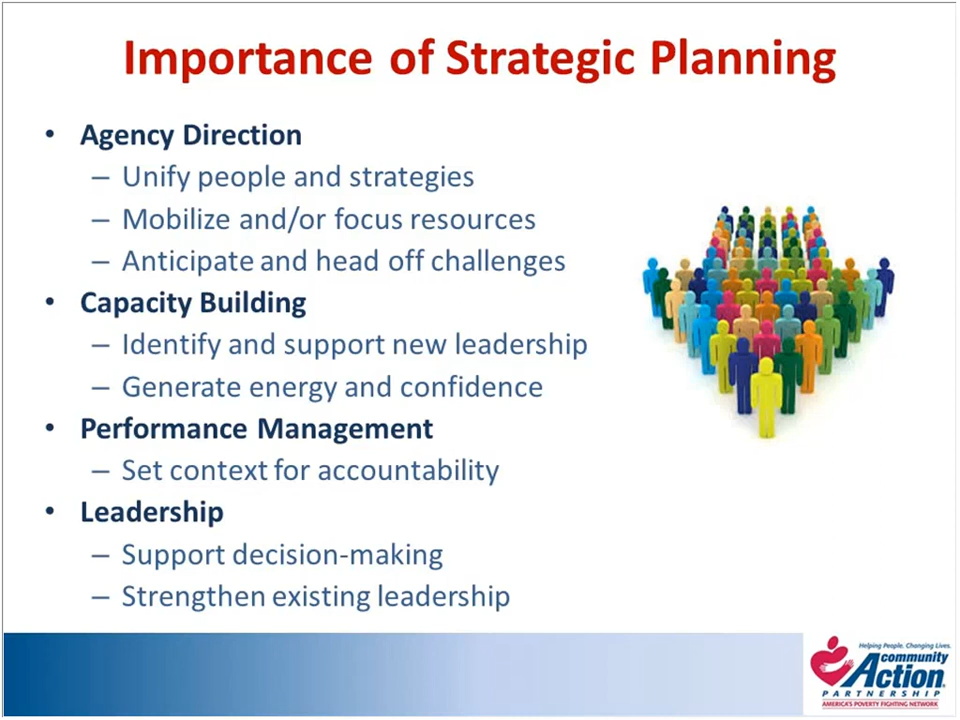 Importance of Strategic Planning
• Agency Direction
– Unify people and strategies
– Mobilize and/or focus resources
– Anticipate and head off challenges
• Capacity Building
– Identify and support new leadership
– Generate energy and confidence
• Performance Management
– Set context for accountability
• Leadership
– Support decision-making
– Strengthen existing leadership
Helping People. Changing Lives.
community
Action
PARTNERSHIP
AMERICA'S POVERTY FIGHTING NETWORK